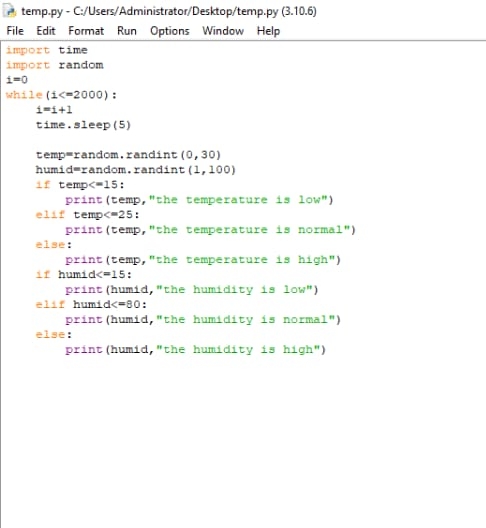 temp.py - C:/Users/Administrator/Desktop/temp.py (3.10.6)
File Edit Format Run Options Window Help
import time
import random
i=0
while(i<=2000):
    i=i+1
    time.sleep(5)

    temp=random.randint(0,30)
    humid=random.randint(1,100)
    if temp<=15:
        print(temp,"the temperature is low")
    elif temp<=25:
        print(temp,"the temperature is normal")
    else:
        print(temp,"the temperature is high")
    if humid<=15:
        print(humid,"the humidity is low")
    elif humid<=80:
        print(humid,"the humidity is normal")
    else:
        print(humid,"the humidity is high")